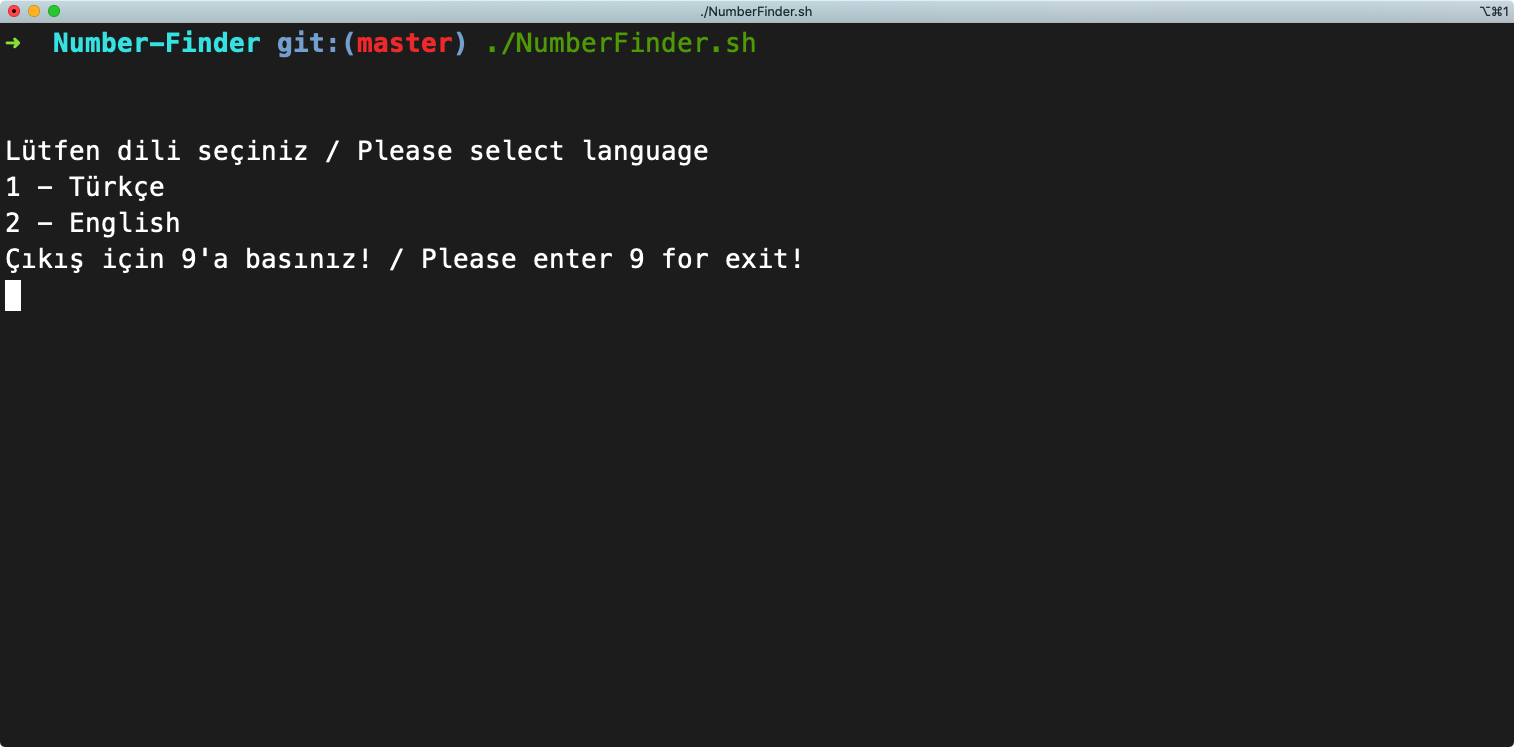 ./NumberFinder.sh
⌥⌘1
➜ Number-Finder git:(master) ./NumberFinder.sh
Lütfen dili seçiniz / Please select language
1 - Türkçe
2 - English
Çıkış için 9'a basınız! / Please enter 9 for exit!